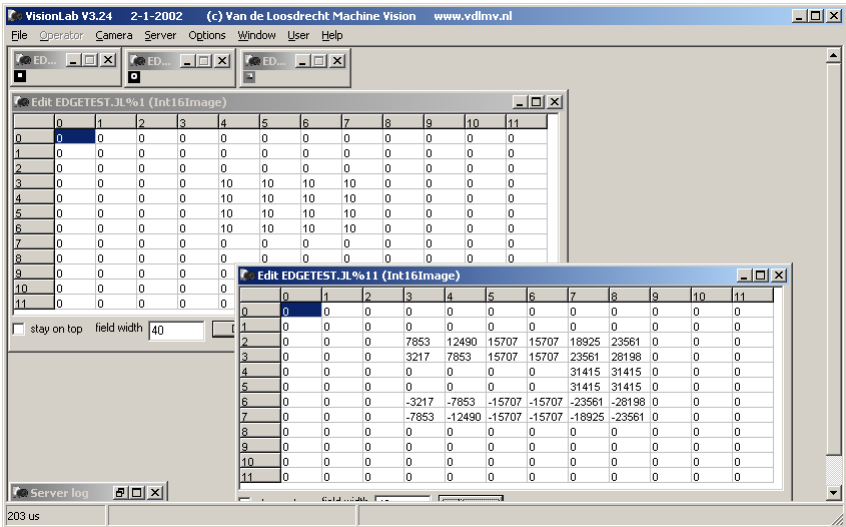 VisionLab V3.24 2-1-2002 (c) Van de Loosdrecht Machine Vision www.vdlmv.nl
File Operator Camera Server Options Window User Help
ED... ED... ED...
Edit EDGETEST.JL%1 (Int16Image)
0 1 2 3 4 5 6 7 8 9 10 11
0 0 0 0 0 0 0 0 0 0 0 0 0
1 0 0 0 0 0 0 0 0 0 0 0 0
2 0 0 0 0 0 0 0 0 0 0 0 0
3 0 0 0 0 10 10 10 10 0 0 0 0
4 0 0 0 0 10 10 10 10 0 0 0 0
5 0 0 0 0 10 10 10 10 0 0 0 0
6 0 0 0 0 10 10 10 10 0 0 0 0
7 0 0 0 0 0 0 0 0 0 0 0 0
8 0 0 0 0 0 0 0 0 0 0 0 0
9 0 0 0 0
10 0 0 0 0
11 0 0 0 0
stay on top field width 40
Edit EDGETEST.JL%11 (Int16Image)
0 1 2 3 4 5 6 7 8 9 10 11
0 0 0 0 0 0 0 0 0 0 0 0 0
1 0 0 0 0 0 0 0 0 0 0 0 0
2 0 0 0 7853 12490 15707 15707 18925 23561 0 0 0
3 0 0 0 3217 7853 15707 15707 23561 28198 0 0 0
4 0 0 0 0 0 0 0 31415 31415 0 0 0
5 0 0 0 0 0 0 0 31415 31415 0 0 0
6 0 0 0 -3217 -7853 -15707 -15707 -23561 -28198 0 0 0
7 0 0 0 -7853 -12490 -15707 -15707 -18925 -23561 0 0 0
8 0 0 0 0 0 0 0 0 0 0 0 0
9 0 0 0 0 0 0 0 0 0 0 0 0
10 0 0 0 0 0 0 0 0 0 0 0 0
11 0 0 0 0 0 0 0 0 0 0 0 0
Server log
203 us